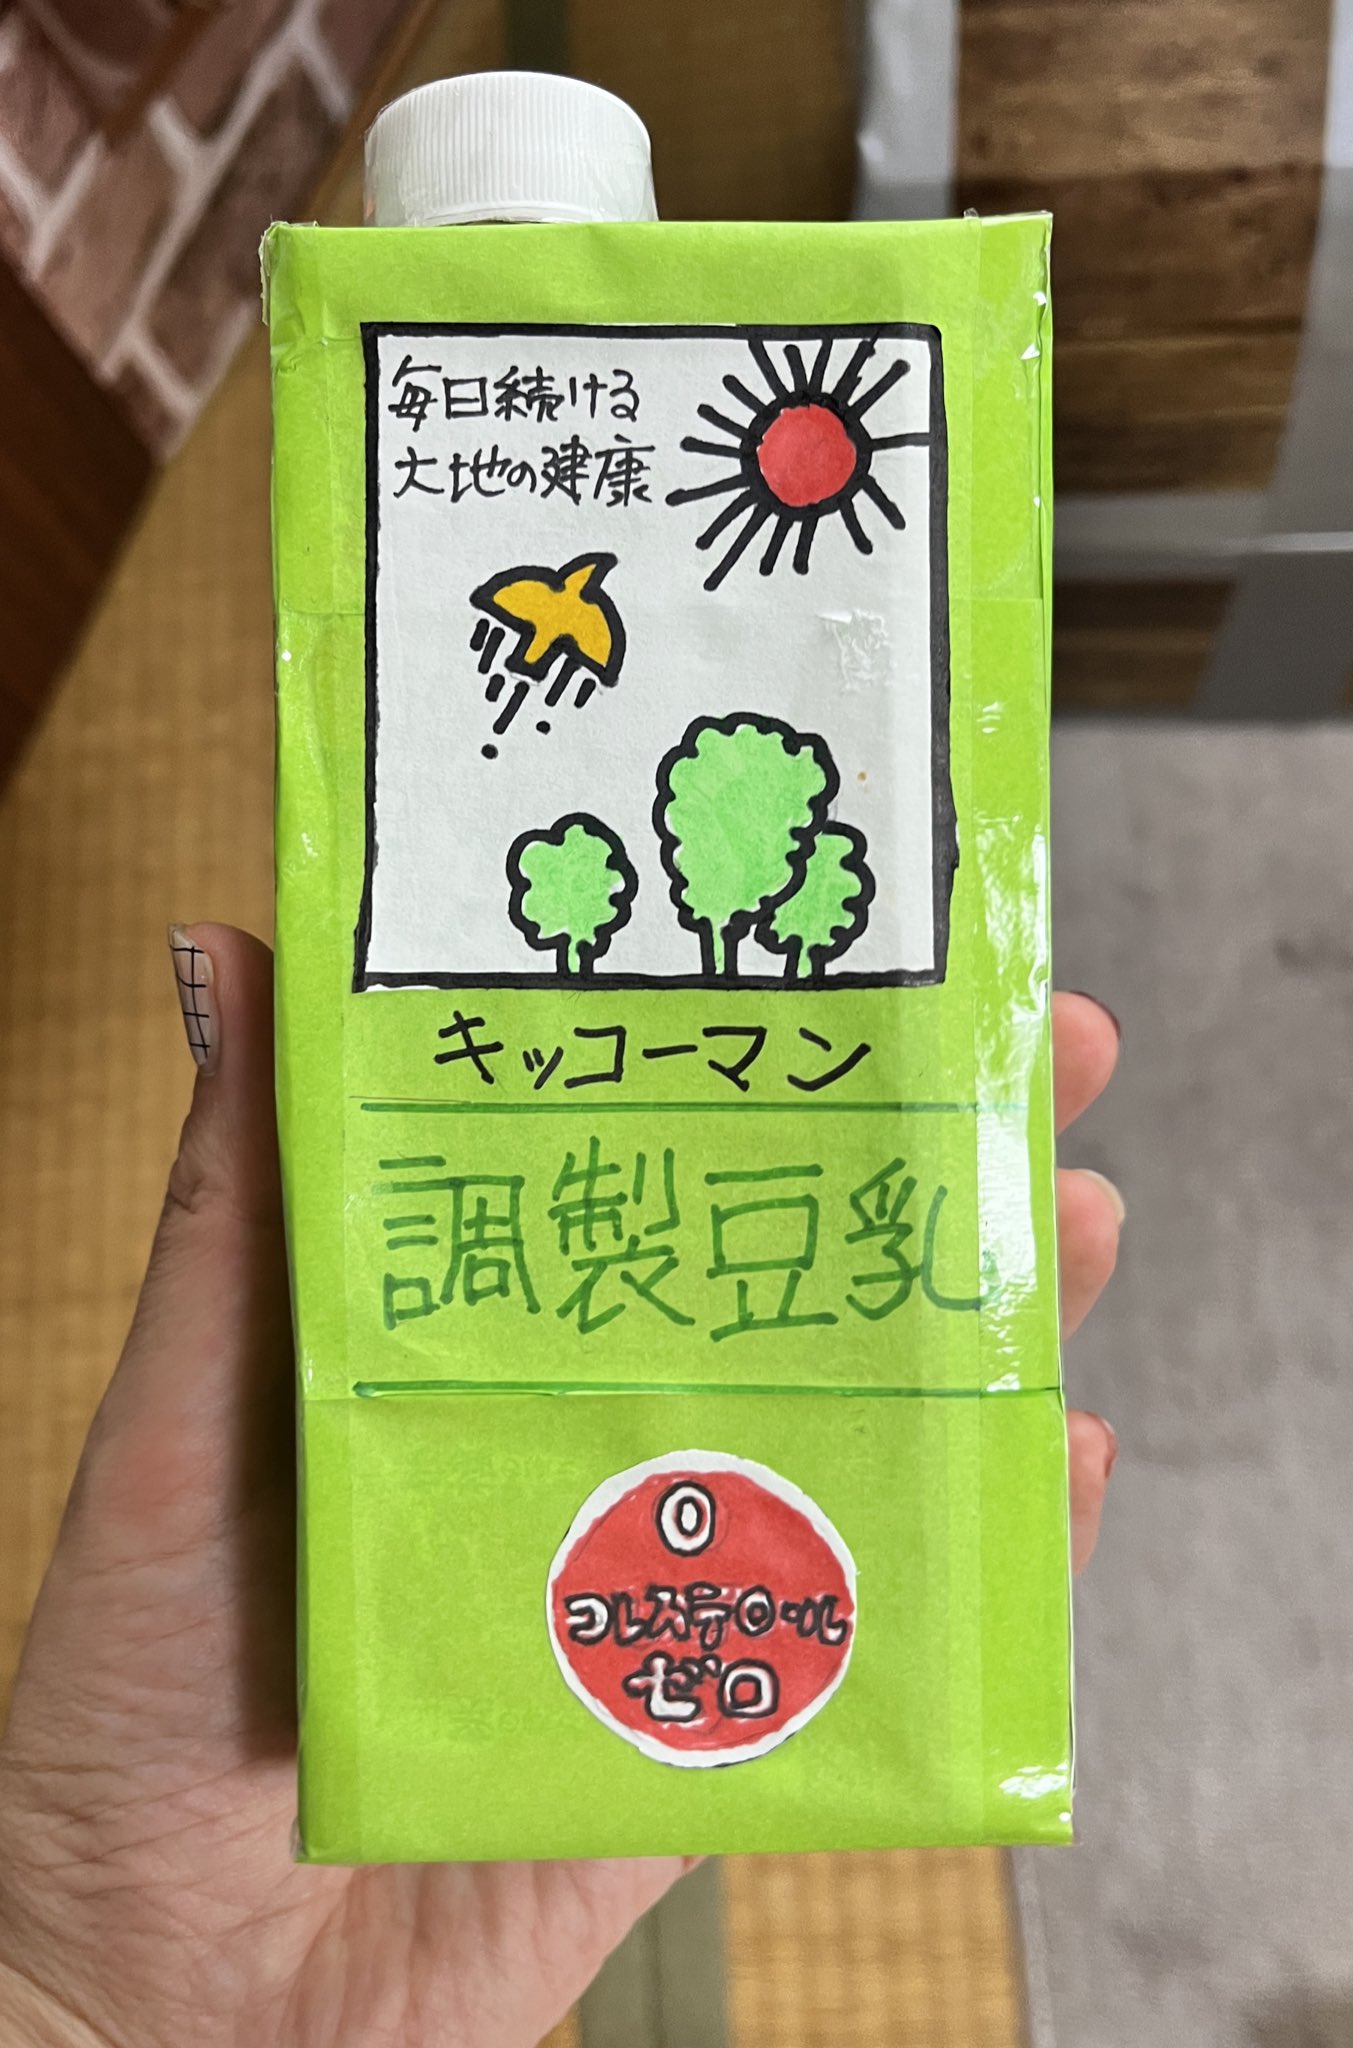 毎日続ける
大地の健康
キッコーマン
調製豆乳
0
コレステロール
ゼロ